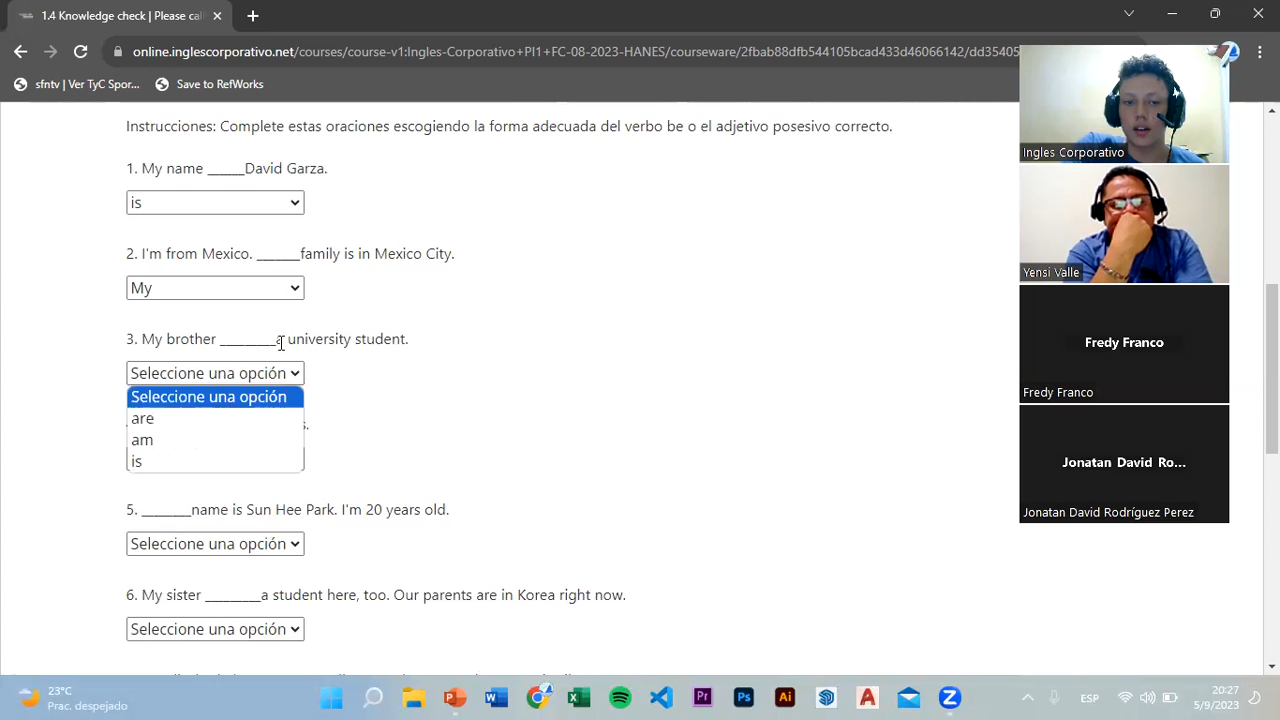 1.4 Knowledge check | Please cal
online.inglescorporativo.net/courses/course-v1:Ingles-Corporativo+PI1+FC-08-2023-HANES/courseware/2fbab88dfb544105bcad433d46066142/dd35405
sfntv | Ver TyC Spor...
Save to RefWorks
Instrucciones: Complete estas oraciones escogiendo la forma adecuada del verbo be o el adjetivo posesivo correcto.
1. My name _____David Garza.
is
2. I'm from Mexico. _____family is in Mexico City.
My
3. My brother _______a university student.
Seleccione una opción
Seleccione una opción
are
am
is
s.
5. _______name is Sun Hee Park. I'm 20 years old.
Seleccione una opción
6. My sister _______a student here, too. Our parents are in Korea right now.
Seleccione una opción
Ingles Corporativo
Yensi Valle
Fredy Franco
Fredy Franco
Jonatan David Ro...
Jonatan David Rodríguez Perez
23°C
Prac. despejado
ESP
20:27
5/9/2023